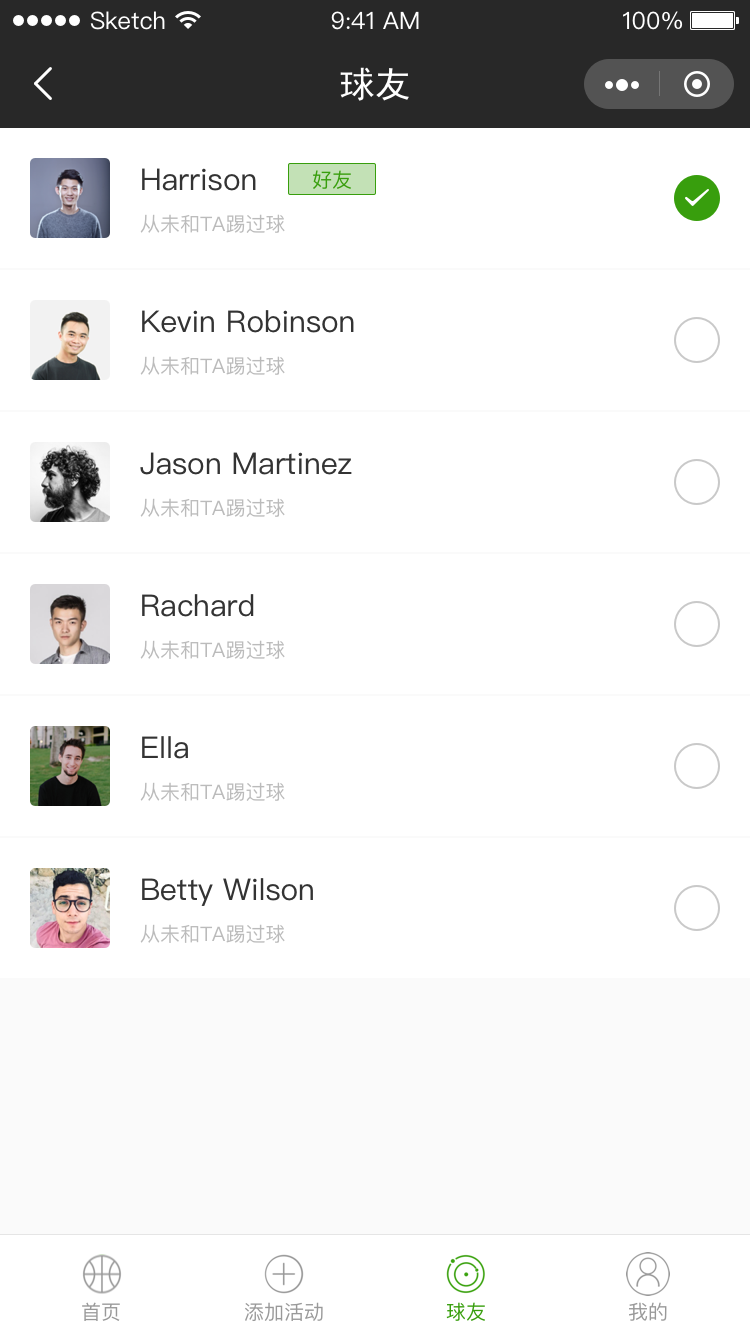 Sketch 9:41 AM 100%
球友
Harrison 好友
从未和TA踢过球
Kevin Robinson
从未和TA踢过球
Jason Martinez
从未和TA踢过球
Rachard
从未和TA踢过球
Ella
从未和TA踢过球
Betty Wilson
从未和TA踢过球
首页 添加活动 球友 我的